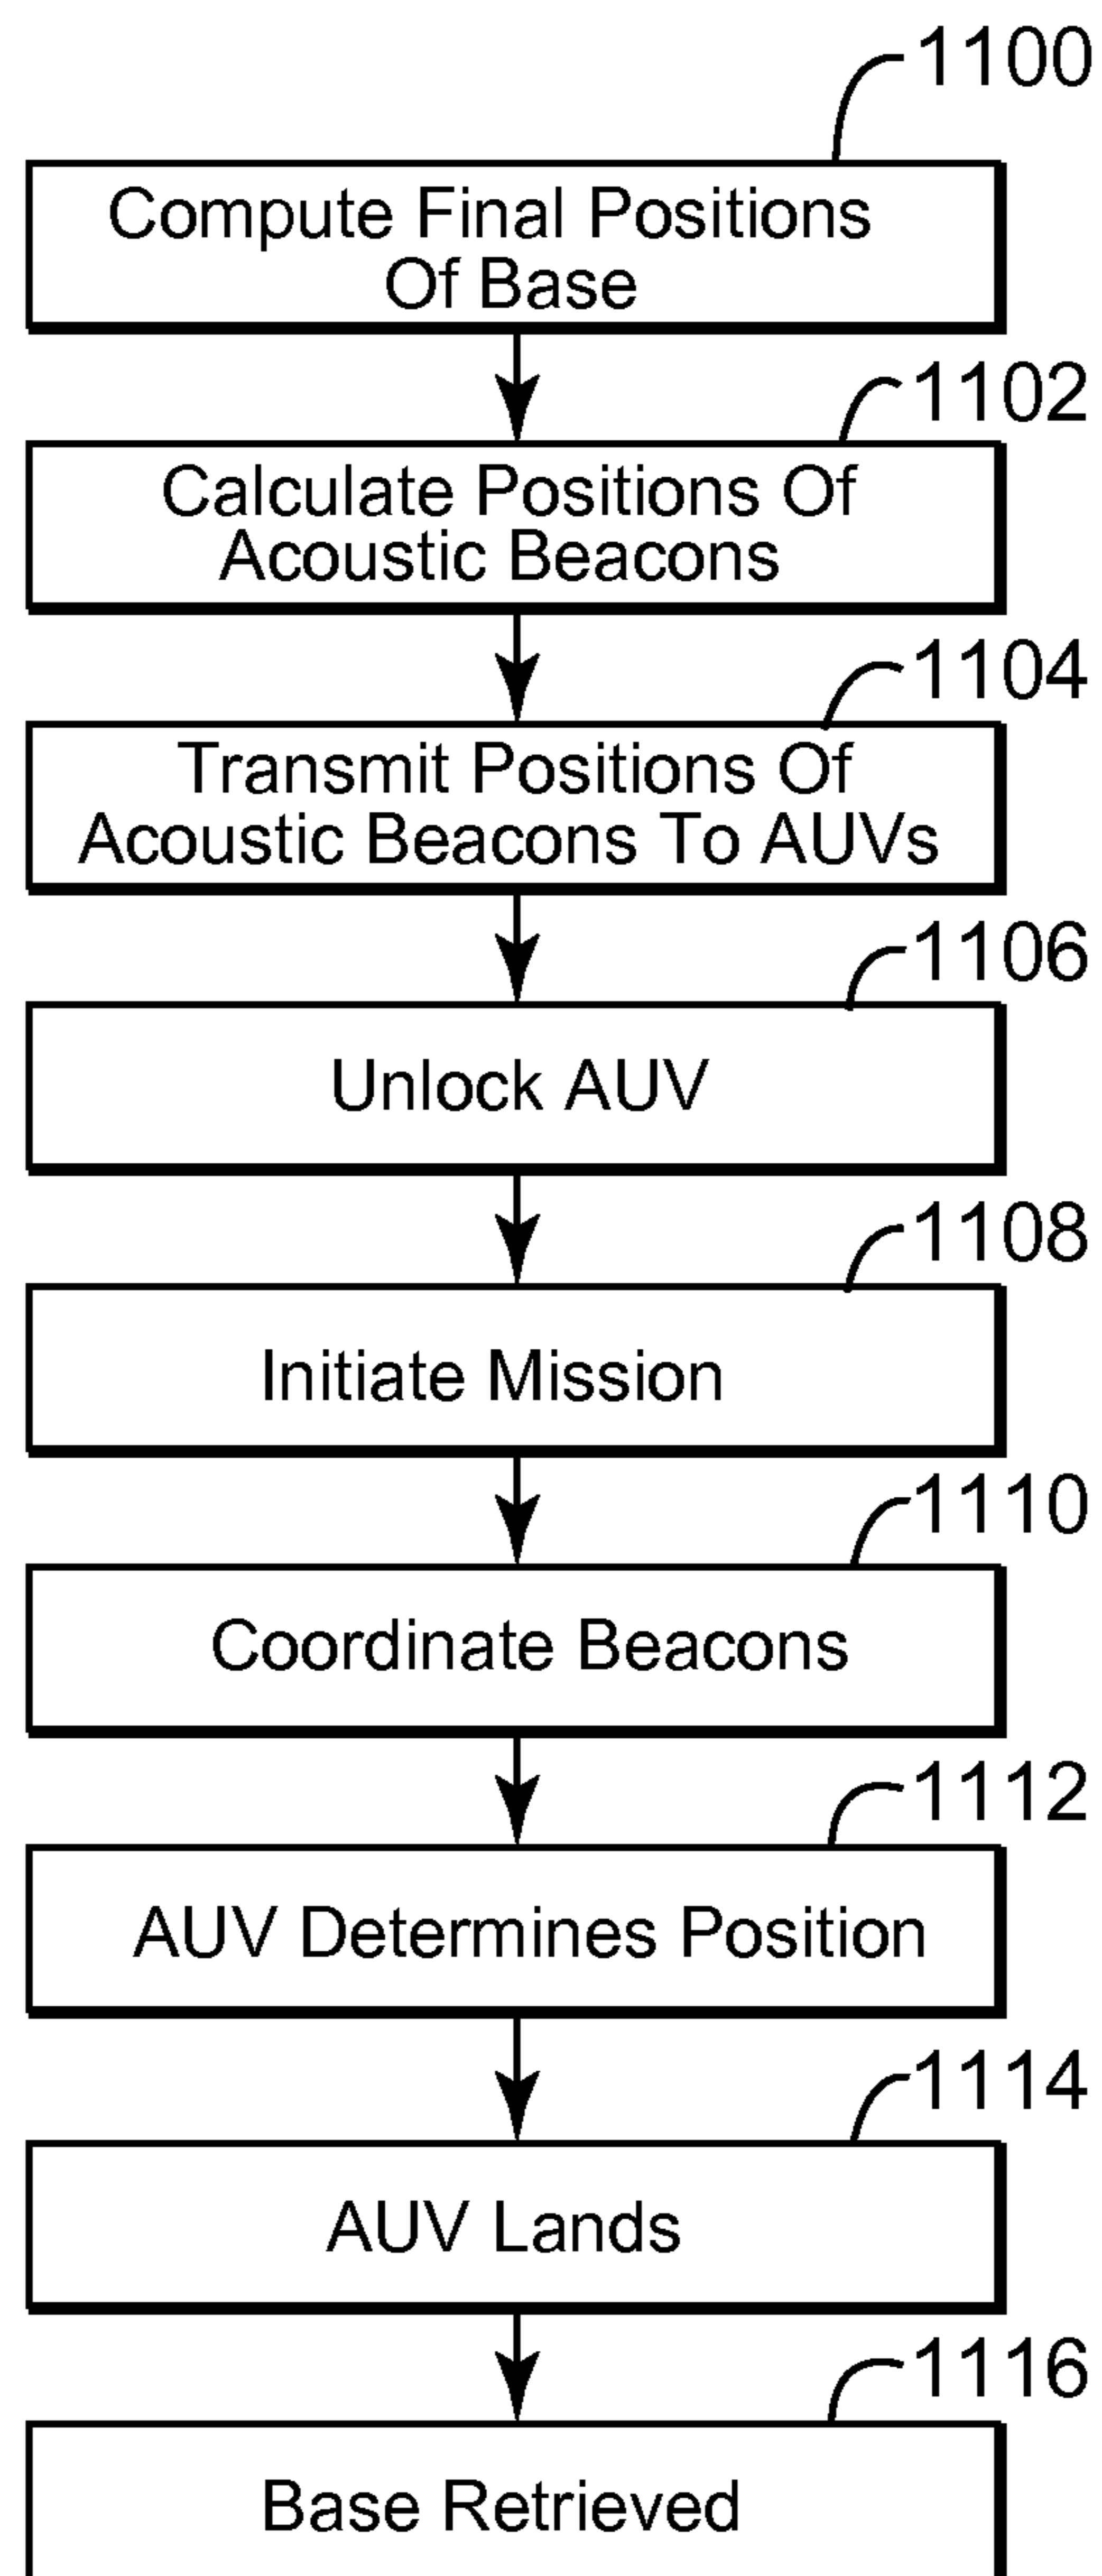 1100
Compute Final Positions
Of Base
1102
Calculate Positions Of
Acoustic Beacons
1104
Transmit Positions Of
Acoustic Beacons To AUVs
1106
Unlock AUV
1108
Initiate Mission
1110
Coordinate Beacons
1112
AUV Determines Position
1114
AUV Lands
1116
Base Retrieved